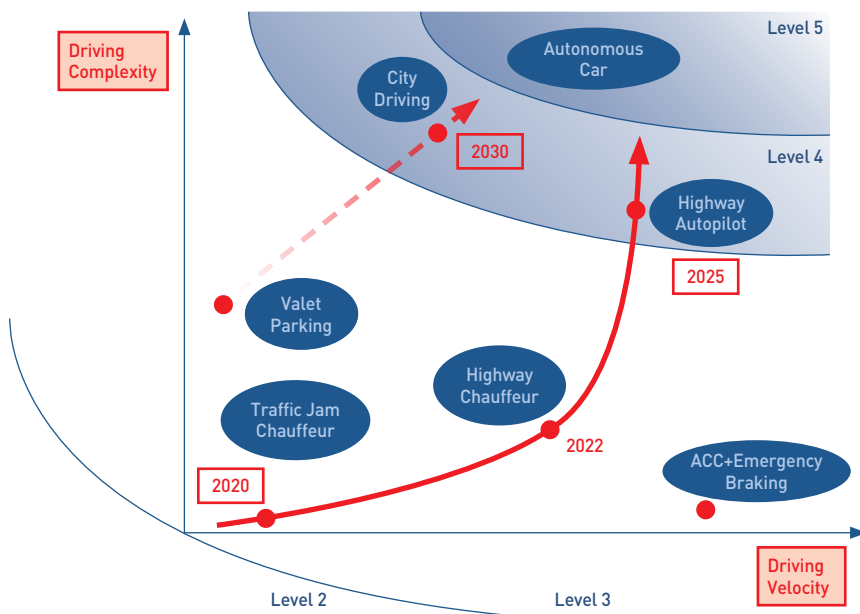 Driving
Complexity
Level 5
Autonomous
Car
City
Driving
2030
Level 4
Highway
Autopilot
2025
Valet
Parking
Highway
Chauffeur
Traffic Jam
Chauffeur
2022
ACC+Emergency
Braking
2020
Driving
Velocity
Level 2
Level 3